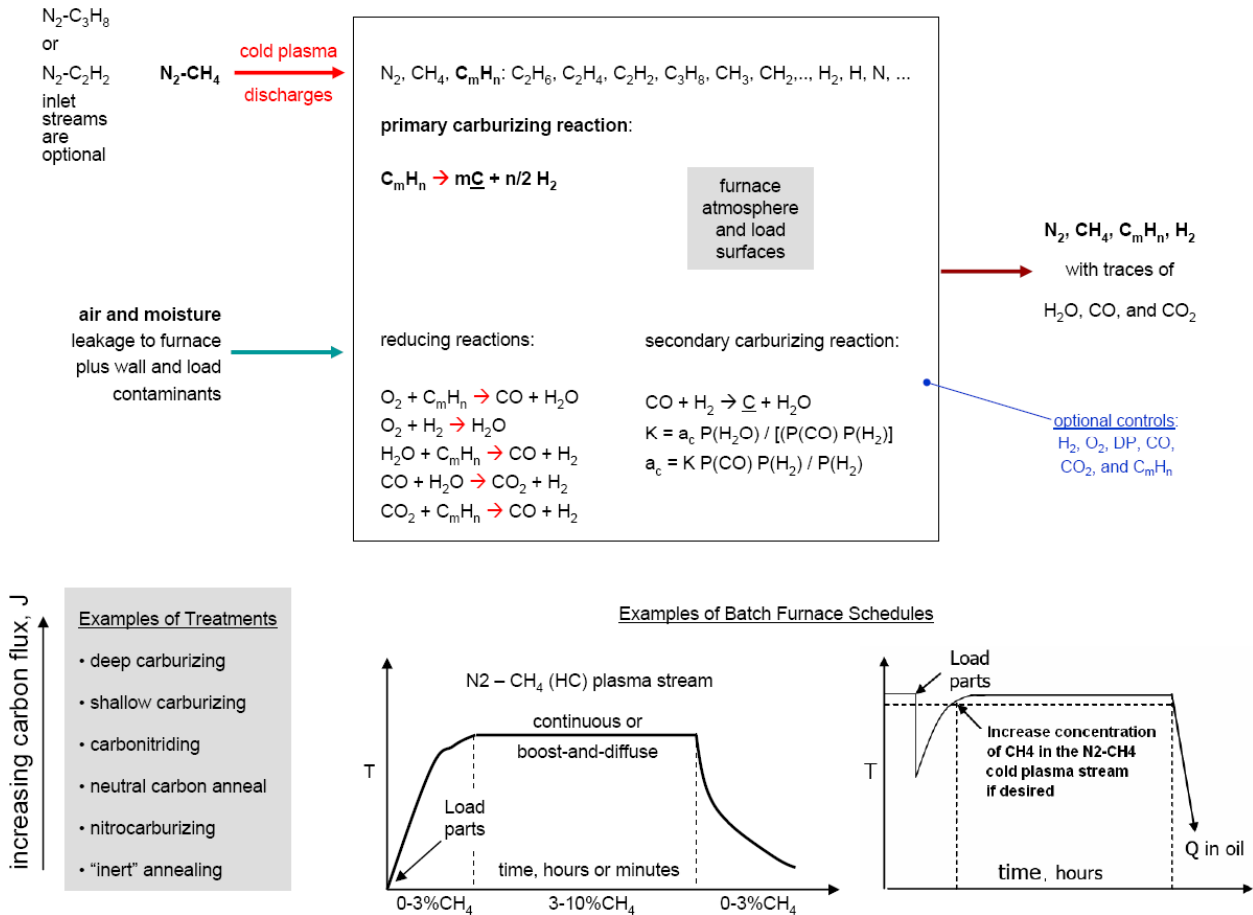 N₂-C₃H₈
or
N₂-C₂H₂
inlet
streams
are
optional
N₂-CH₄
cold plasma
discharges
N₂, CH₄, CₘHₙ: C₂H₆, C₂H₄, C₂H₂, C₃H₈, CH₃, CH₂,.., H₂, H, N, ...
primary carburizing reaction:
CₘHₙ → mC + n/2 H₂
furnace
atmosphere
and load
surfaces
N₂, CH₄, CₘHₙ, H₂
with traces of
H₂O, CO, and CO₂
air and moisture
leakage to furnace
plus wall and load
contaminants
reducing reactions:
O₂ + CₘHₙ → CO + H₂O
O₂ + H₂ → H₂O
H₂O + CₘHₙ → CO + H₂
CO + H₂O → CO₂ + H₂
CO₂ + CₘHₙ → CO + H₂
secondary carburizing reaction:
CO + H₂ → C + H₂O
K = a_c P(H₂O) / [(P(CO) P(H₂)]
a_c = K P(CO) P(H₂) / P(H₂)
optional controls:
H₂, O₂, DP, CO,
CO₂, and CₘHₙ
increasing carbon flux, J
Examples of Treatments
• deep carburizing
• shallow carburizing
• carbonitriding
• neutral carbon anneal
• nitrocarburizing
• “inert” annealing
Examples of Batch Furnace Schedules
N2 – CH₄ (HC) plasma stream
continuous or
boost-and-diffuse
T
Load
parts
time, hours or minutes
0-3%CH₄
3-10%CH₄
0-3%CH₄
Load
parts
Increase concentration
of CH4 in the N2-CH4
cold plasma stream
if desired
T
Q in oil
time, hours